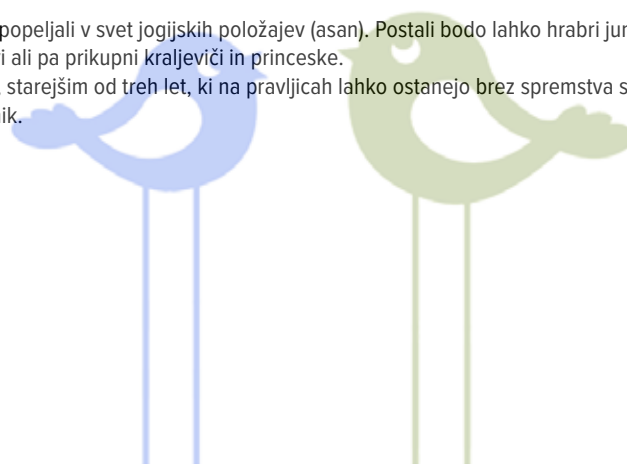 popeljali v svet jogijskih položajev (asan). Postali bodo lahko hrabri jun
i ali pa prikupni kraljeviči in princeske.
starejšim od treh let, ki na pravljicah lahko ostanejo brez spremstva s
ik.